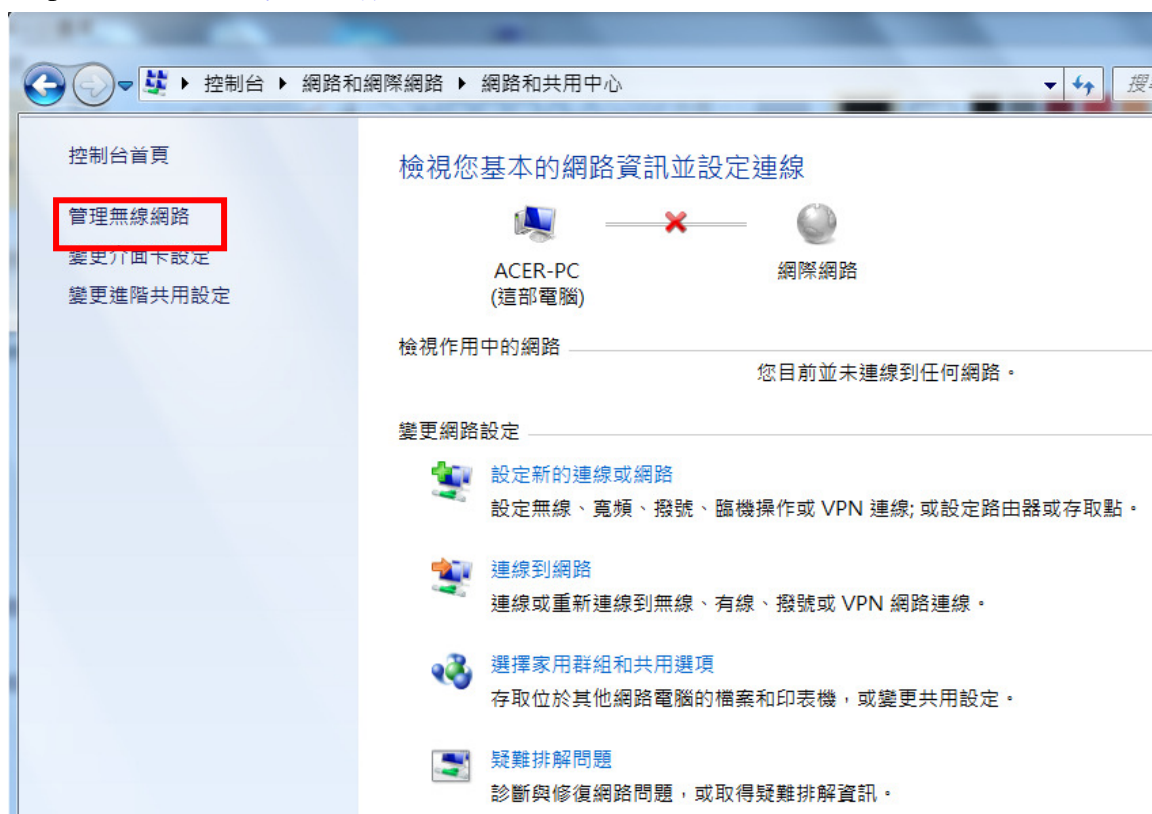 控制台 ▸ 網路和網際網路 ▸ 網路和共用中心
控制台首頁
管理無線網路
變更介面卡設定
變更進階共用設定
檢視您基本的網路資訊並設定連線
ACER-PC
(這部電腦)
網際網路
檢視作用中的網路
您目前並未連線到任何網路。
變更網路設定
設定新的連線或網路
設定無線、寬頻、撥號、臨機操作或 VPN 連線; 或設定路由器或存取點。
連線到網路
連線或重新連線到無線、有線、撥號或 VPN 網路連線。
選擇家用群組和共用選項
存取位於其他網路電腦的檔案和印表機，或變更共用設定。
疑難排解問題
診斷與修復網路問題，或取得疑難排解資訊。